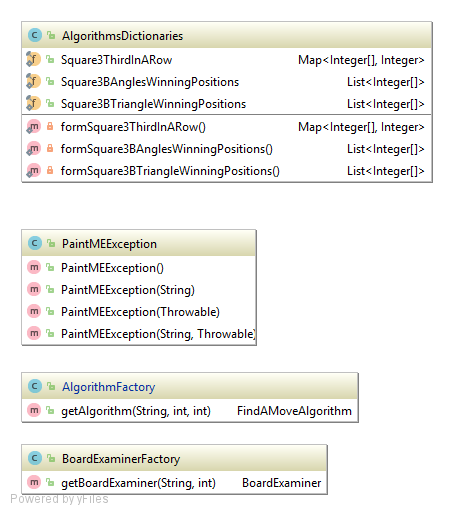 AlgorithmsDictionaries
Square3ThirdInARow Map<Integer[], Integer>
Square3BAnglesWinningPositions List<Integer[]>
Square3BTriangleWinningPositions List<Integer[]>
formSquare3ThirdInARow() Map<Integer[], Integer>
formSquare3BAnglesWinningPositions() List<Integer[]>
formSquare3BTriangleWinningPositions() List<Integer[]>
PaintMEException
PaintMEException()
PaintMEException(String)
PaintMEException(Throwable)
PaintMEException(String, Throwable)
AlgorithmFactory
getAlgorithm(String, int, int) FindAMoveAlgorithm
BoardExaminerFactory
getBoardExaminer(String, int) BoardExaminer
Powered by yFiles